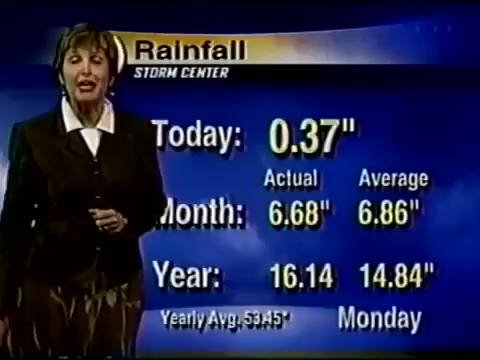 Rainfall
STORM CENTER
Today: 0.37"
Actual Average
Month: 6.68" 6.86"
Year: 16.14 14.84"
Yearly Avg. 53.45" Monday